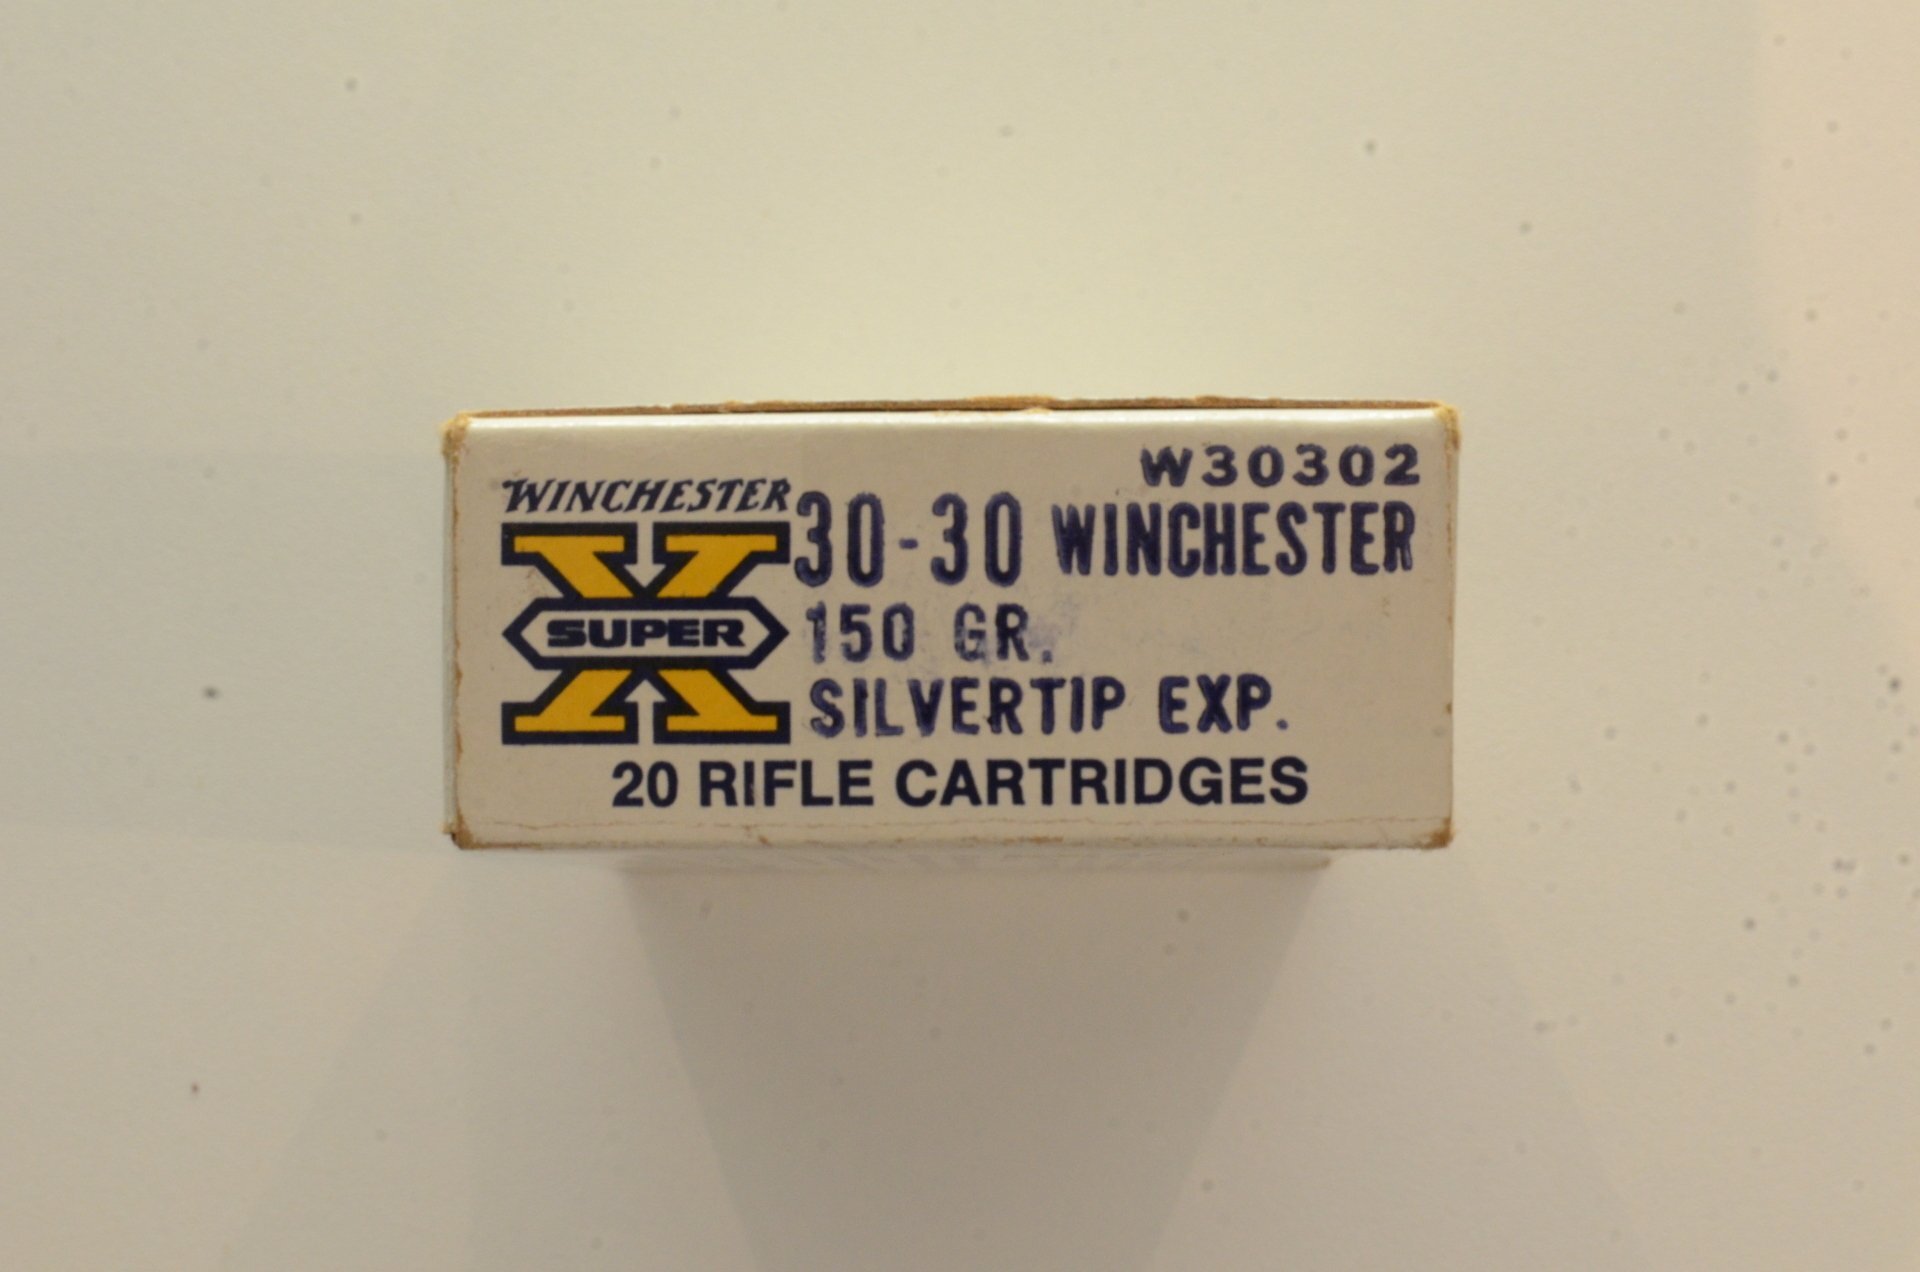 W30302
WINCHESTER
30-30 WINCHESTER
X
SUPER
150 GR.
SILVERTIP EXP.
20 RIFLE CARTRIDGES